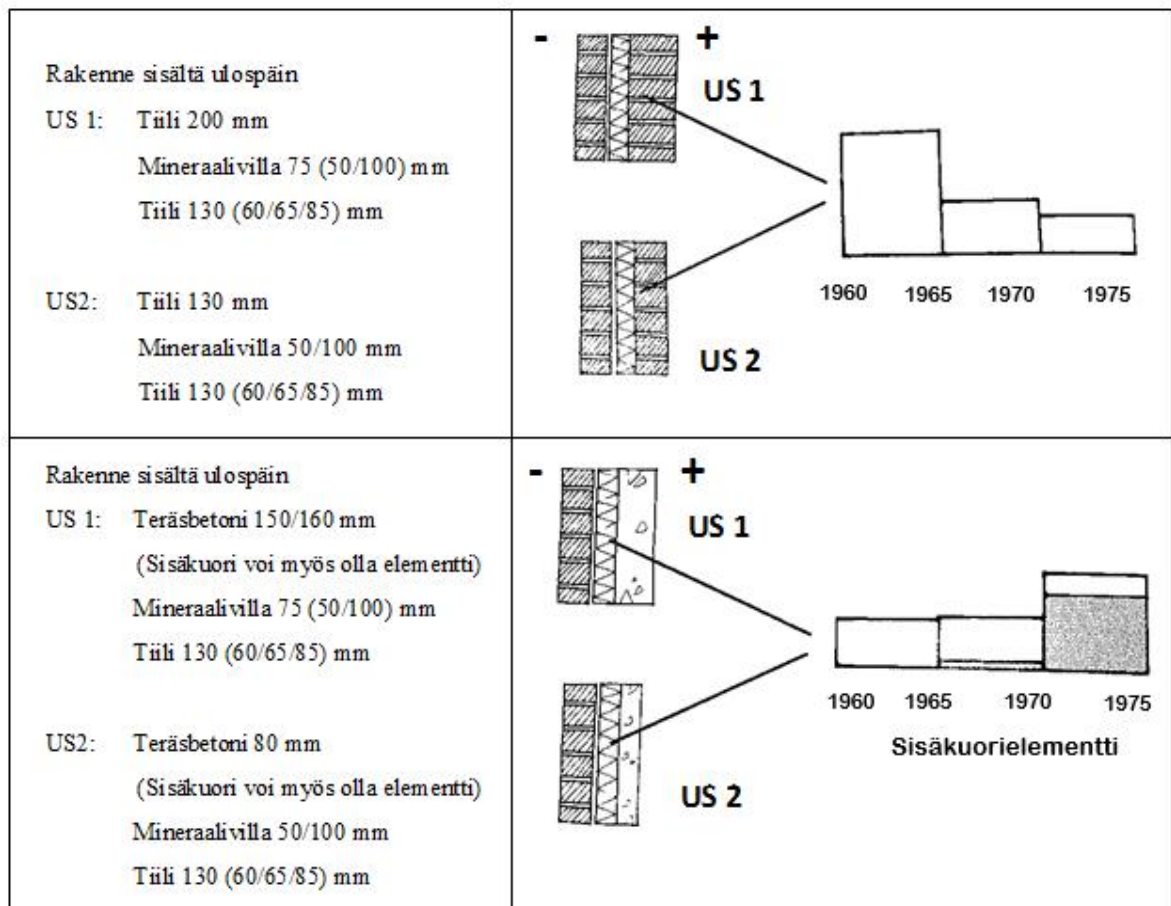 Rakenne sisältä ulospäin
US 1: Tiili 200 mm
Mineraalivilla 75 (50/100) mm
Tiili 130 (60/65/85) mm
US2: Tiili 130 mm
Mineraalivilla 50/100 mm
Tiili 130 (60/65/85) mm
- +
US 1
US 2
1960 1965 1970 1975
Rakenne sisältä ulospäin
US 1: Teräsbetoni 150/160 mm
(Sisäkuori voi myös olla elementti)
Mineraalivilla 75 (50/100) mm
Tiili 130 (60/65/85) mm
US2: Teräsbetoni 80 mm
(Sisäkuori voi myös olla elementti)
Mineraalivilla 50/100 mm
Tiili 130 (60/65/85) mm
- +
US 1
US 2
1960 1965 1970 1975
Sisäkuorielementti